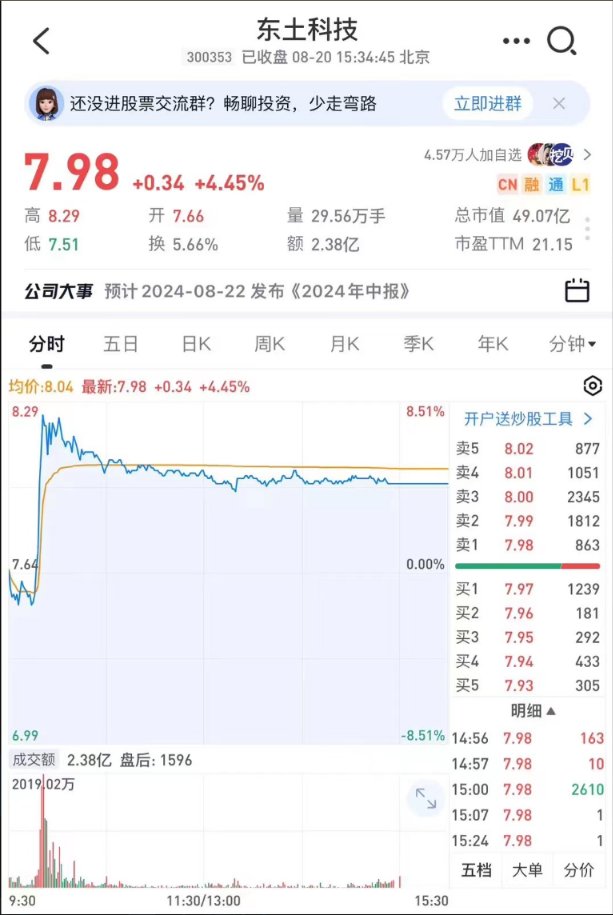 东土科技
300353 已收盘 08-20 15:34:45 北京
还没进股票交流群？畅聊投资，少走弯路 立即进群
7.98 +0.34 +4.45% 4.57万人加自选
CN 融 通 L1
高 8.29 开 7.66 量 29.56万手 总市值 49.07亿
低 7.51 换 5.66% 额 2.38亿 市盈TTM 21.15
公司大事 预计2024-08-22 发布《2024年中报》
分时 五日 日K 周K 月K 季K 年K 分钟
均价:8.04 最新:7.98 +0.34 +4.45%
8.29 8.51%
7.64 0.00%
6.99 -8.51%
开户送炒股工具
卖5 8.02 877
卖4 8.01 1051
卖3 8.00 2345
卖2 7.99 1812
卖1 7.98 863
买1 7.97 1239
买2 7.96 181
买3 7.95 292
买4 7.94 433
买5 7.93 305
明细
14:56 7.98 163
14:57 7.98 10
15:00 7.98 2610
15:07 7.98 1
15:24 7.98 1
五档 大单 分价
成交额 2.38亿 盘后: 1596
2019.02万
9:30 11:30/13:00 15:30